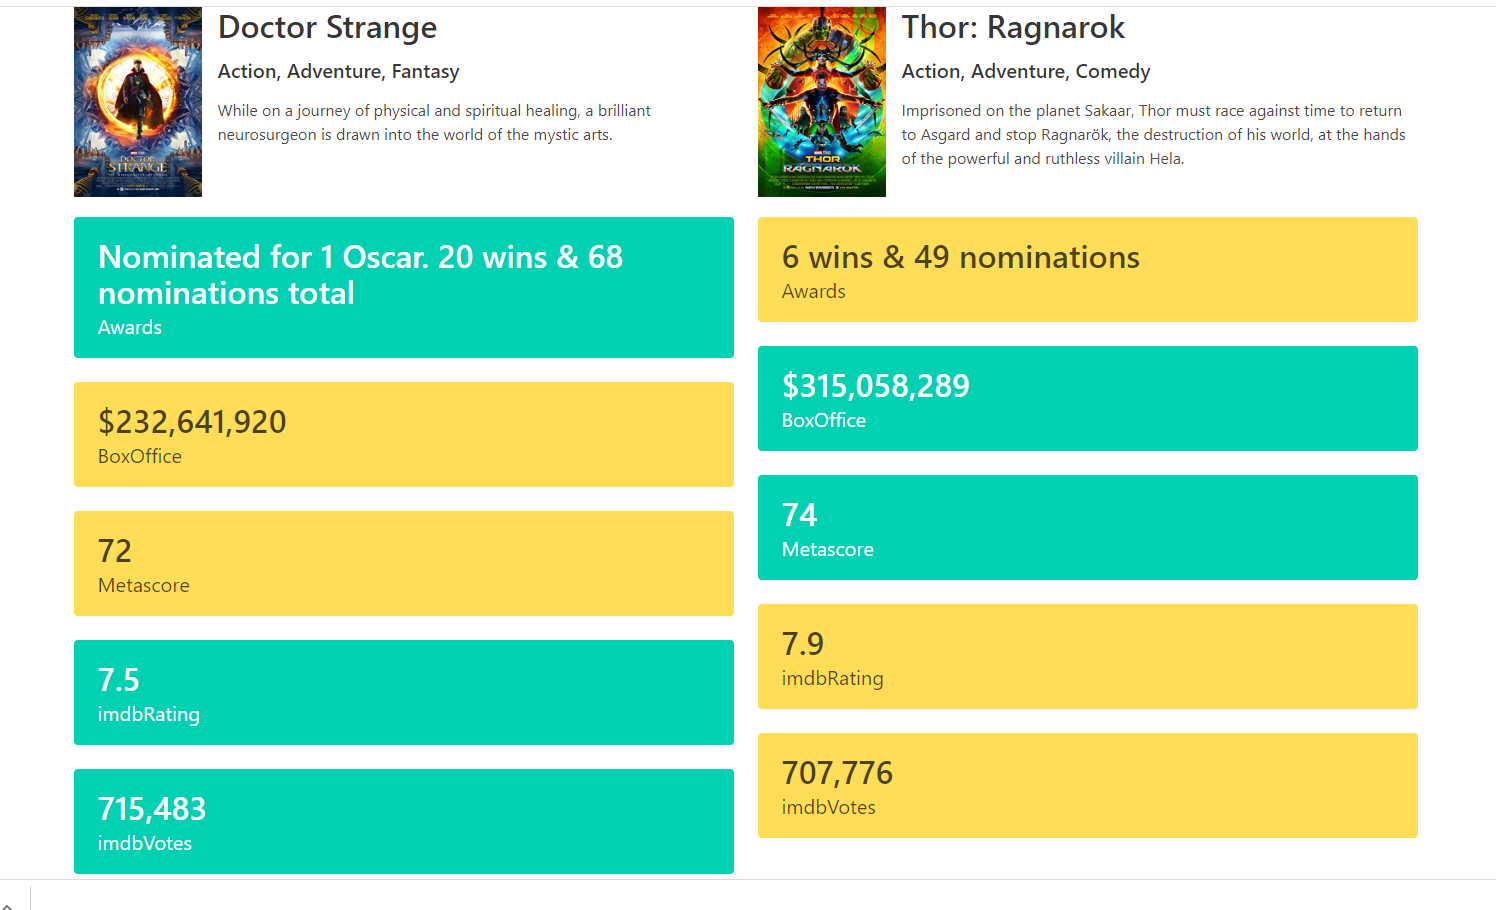 Doctor Strange
Action, Adventure, Fantasy
While on a journey of physical and spiritual healing, a brilliant
neurosurgeon is drawn into the world of the mystic arts.
DOCTOR
STRANGE
Nominated for 1 Oscar. 20 wins & 68
nominations total
Awards
$232,641,920
BoxOffice
72
Metascore
7.5
imdbRating
715,483
imdbVotes
Thor: Ragnarok
Action, Adventure, Comedy
Imprisoned on the planet Sakaar, Thor must race against time to return
to Asgard and stop Ragnarök, the destruction of his world, at the hands
of the powerful and ruthless villain Hela.
THOR
RAGNAROK
6 wins & 49 nominations
Awards
$315,058,289
BoxOffice
74
Metascore
7.9
imdbRating
707,776
imdbVotes